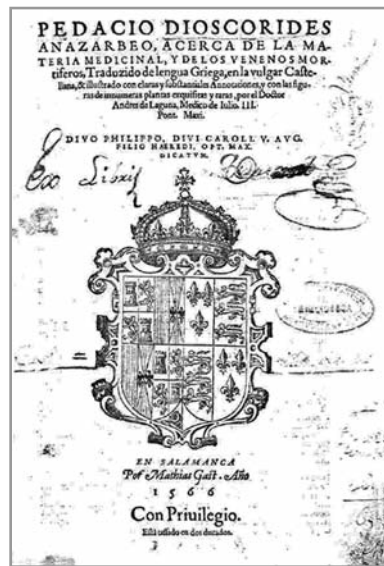 PEDACIO DIOSCORIDES
ANAZARBEO, ACERCA DE LA MA-
TERIA MEDICINAL, Y DE LOS VENENOS MOR-
tiferos, Traduzido de lengua Griega, en la vulgar Caste-
llana, & illustrado con claras y substantiales Annotationes, y con las figu-
ras de innumeras plantas exquisitas y raras, por el Doctor
Andres de Laguna, Medico de Iulio. III.
Pont. Maxi.
DIVO PHILIPPO, DIVI CAROLI V. AVG.
FILIO HAEREDI, OPT. MAX.
DICATVM.
Ex Libris
EN SALAMANCA
Por Mathias Gast. Año
1566
Con Priuilegio.
Està tassado en dos ducados.